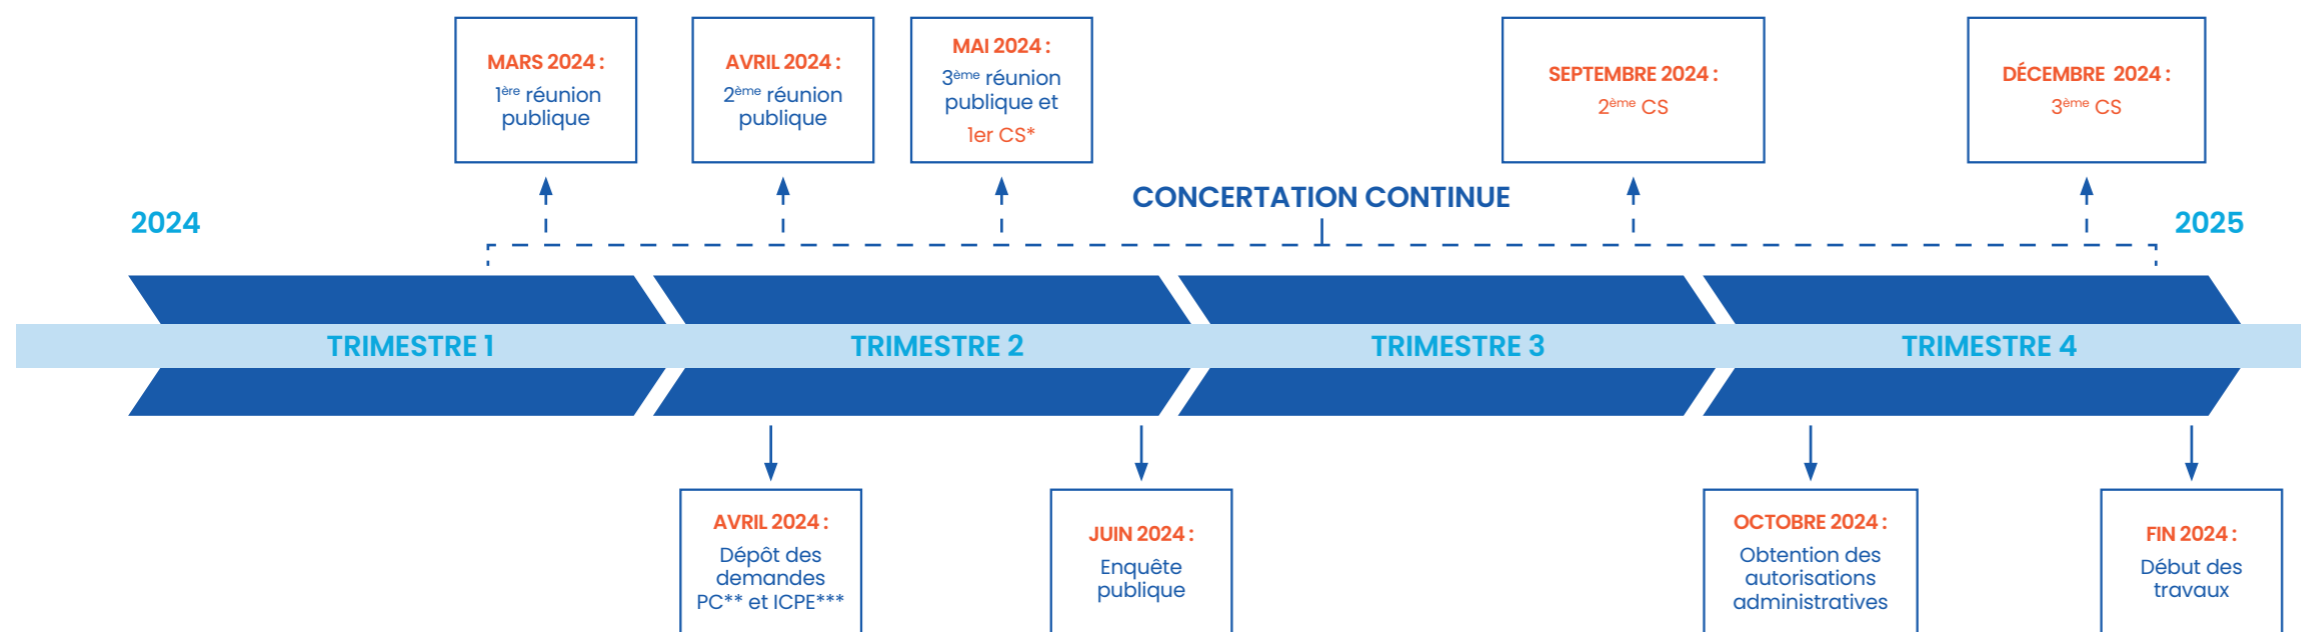 MARS 2024 :
1ère réunion
publique
AVRIL 2024 :
2ème réunion
publique
MAI 2024 :
3ème réunion
publique et
1er CS*
SEPTEMBRE 2024 :
2ème CS
DÉCEMBRE 2024 :
3ème CS
2024
CONCERTATION CONTINUE
2025
TRIMESTRE 1
TRIMESTRE 2
TRIMESTRE 3
TRIMESTRE 4
AVRIL 2024 :
Dépôt des
demandes
PC** et ICPE***
JUIN 2024 :
Enquête
publique
OCTOBRE 2024 :
Obtention des
autorisations
administratives
FIN 2024 :
Début des
travaux